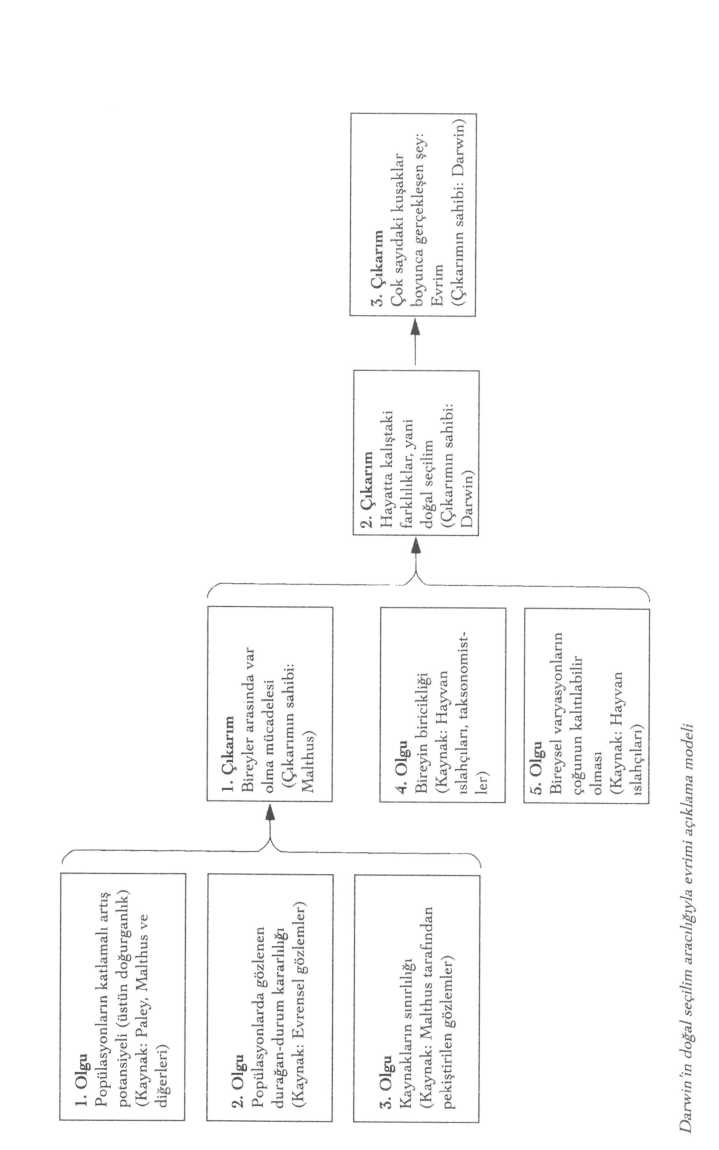 1. Olgu
Popülasyonların katlamalı artış
potansiyeli (üstün doğurganlık)
(Kaynak: Paley, Malthus ve
diğerleri)
2. Olgu
Popülasyonlarda gözlenen
durağan-durum kararlılığı
(Kaynak: Evrensel gözlemler)
3. Olgu
Kaynakların sınırlılığı
(Kaynak: Malthus tarafından
pekiştirilen gözlemler)
1. Çıkarım
Bireyler arasında var
olma mücadelesi
(Çıkarımın sahibi:
Malthus)
4. Olgu
Bireyin biricikliği
(Kaynak: Hayvan
ıslahçıları, taksonomist-
ler)
5. Olgu
Bireysel varyasyonların
çoğunun kalıtılabilir
olması
(Kaynak: Hayvan
ıslahçıları)
2. Çıkarım
Hayatta kalıştaki
farklılıklar, yani
doğal seçilim
(Çıkarımın sahibi:
Darwin)
3. Çıkarım
Çok sayıdaki kuşaklar
boyunca gerçekleşen şey:
Evrim
(Çıkarımın sahibi: Darwin)
Darwin'in doğal seçilim aracılığıyla evrimi açıklama modeli